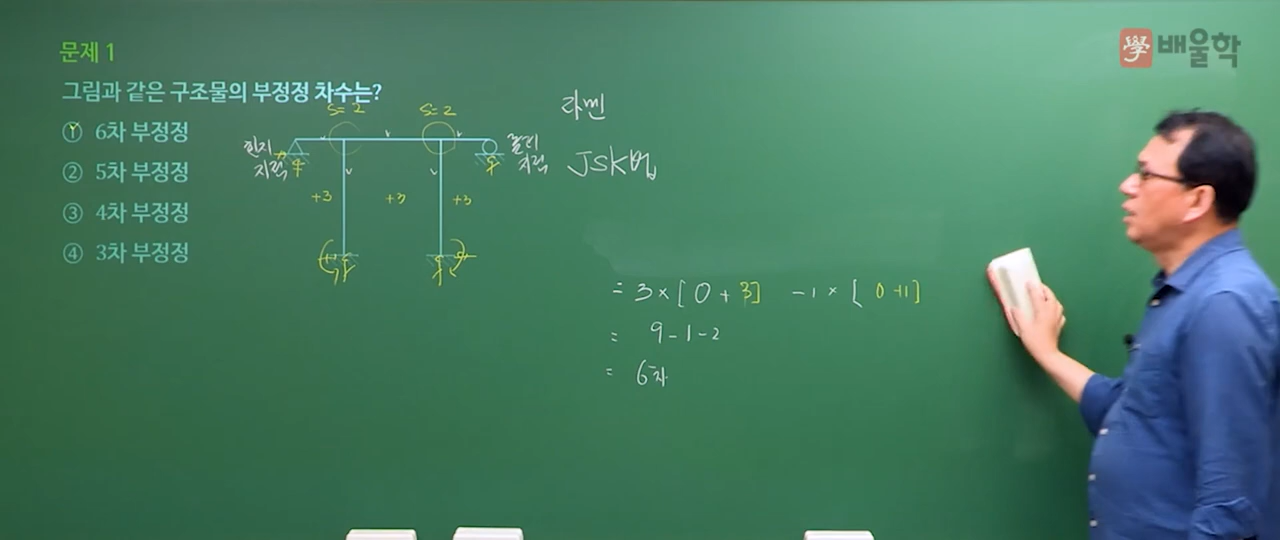 學 배울학
문제 1
그림과 같은 구조물의 부정정 차수는?
① 6차 부정정
② 5차 부정정
③ 4차 부정정
④ 3차 부정정
S=2 S=2
힌지
지점
롤러
지점
+3 +3 +3
라멘
JSK법
= 3×[0+3] -1×[0+1]
= 9-1-2
= 6차